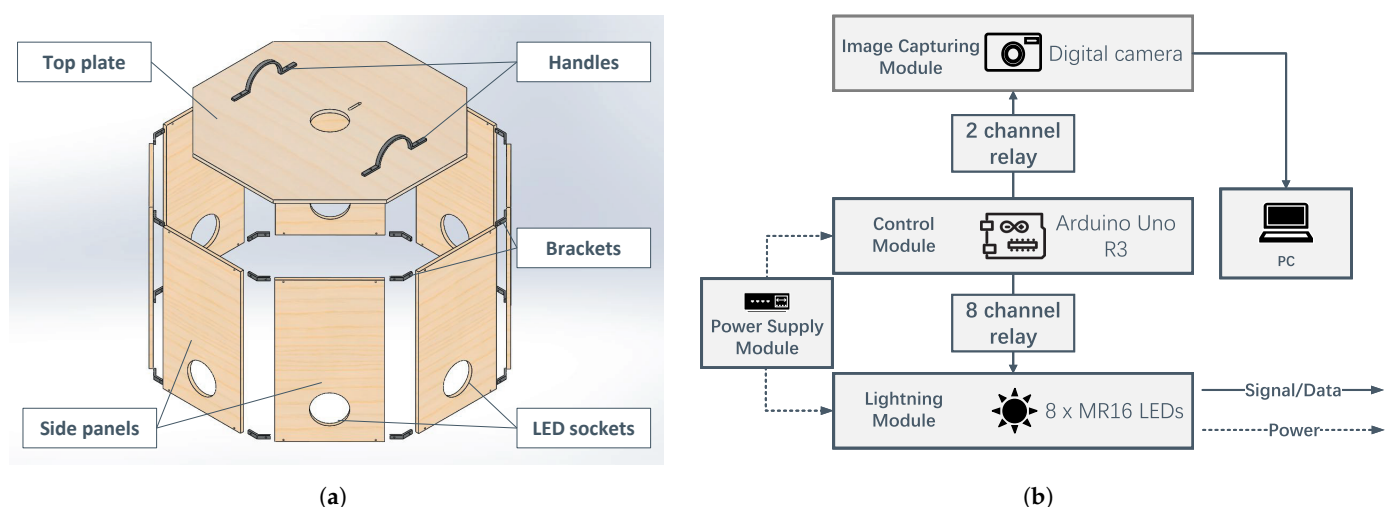 Top plate
Handles
Brackets
Side panels
LED sockets
(a)
Image Capturing
Module
Digital camera
2 channel
relay
Control
Module
Arduino Uno
R3
PC
Power Supply
Module
8 channel
relay
Lightning
Module
8 x MR16 LEDs
Signal/Data
Power
(b)